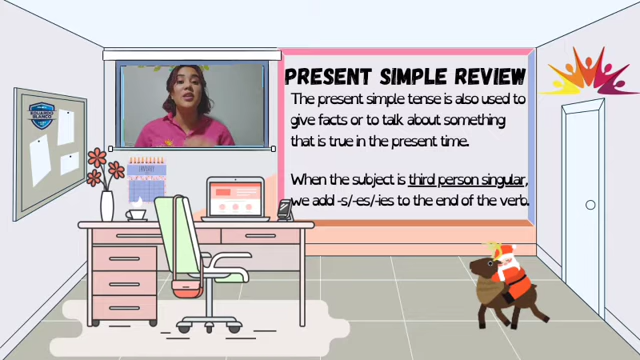 PRESENT SIMPLE REVIEW
The present simple tense is also used to
give facts or to talk about something
that is true in the present time.
When the subject is third person singular,
we add -s/-es/-ies to the end of the verb.
EDUARDO
BLANCO